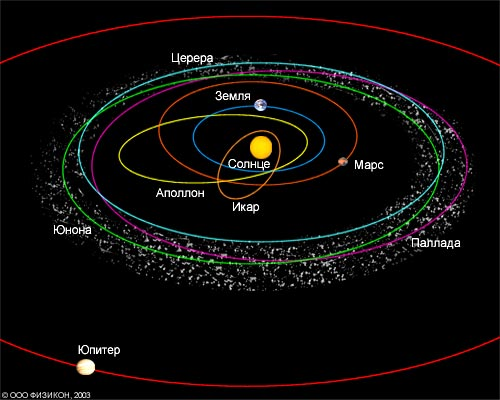 Церера
Земля
Солнце
Марс
Аполлон
Икар
Юнона
Паллада
Юпитер
© ООО ФИЗИКОН, 2003